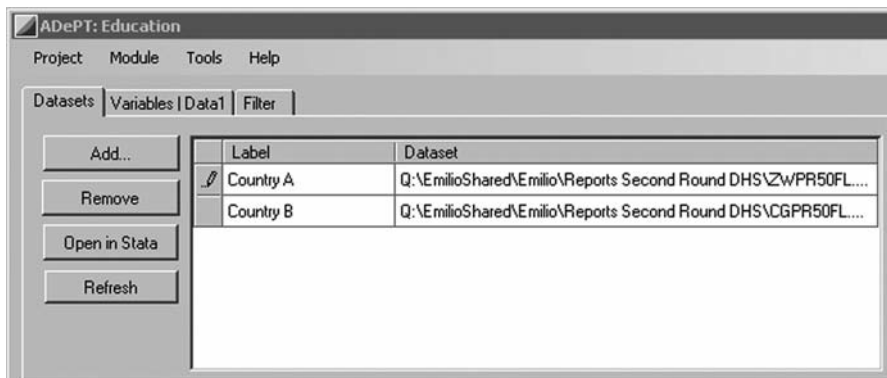 ADePT: Education
Project Module Tools Help
Datasets Variables | Data1 Filter
Add... Label Dataset
Country A Q:\EmilioShared\Emilio\Reports Second Round DHS\ZWPR50FL....
Remove
Country B Q:\EmilioShared\Emilio\Reports Second Round DHS\CGPR50FL....
Open in Stata
Refresh